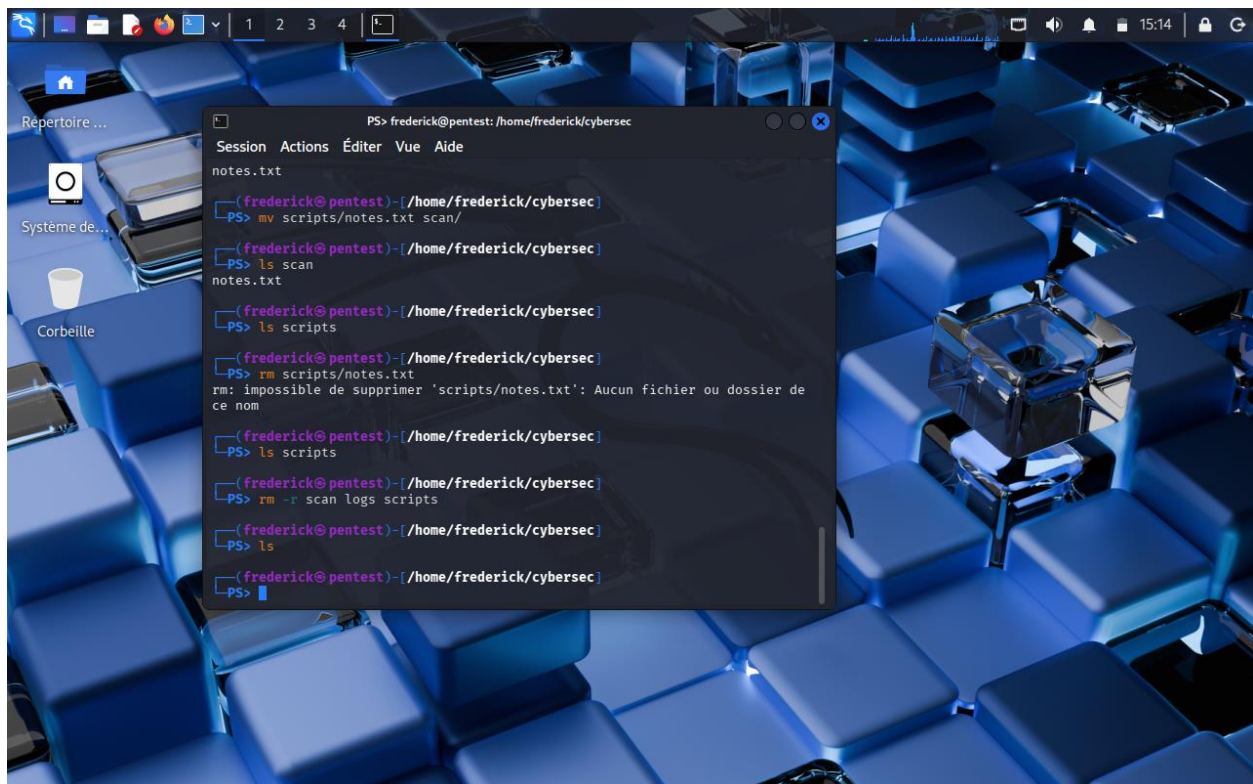 1 2 3 4
15:14
Répertoire ...
Système de...
Corbeille
PS> frederick@pentest: /home/frederick/cybersec
Session Actions Éditer Vue Aide
notes.txt
┌──(frederick㉿pentest)-[/home/frederick/cybersec]
└─PS> mv scripts/notes.txt scan/
┌──(frederick㉿pentest)-[/home/frederick/cybersec]
└─PS> ls scan
notes.txt
┌──(frederick㉿pentest)-[/home/frederick/cybersec]
└─PS> ls scripts
┌──(frederick㉿pentest)-[/home/frederick/cybersec]
└─PS> rm scripts/notes.txt
rm: impossible de supprimer 'scripts/notes.txt': Aucun fichier ou dossier de
ce nom
┌──(frederick㉿pentest)-[/home/frederick/cybersec]
└─PS> ls scripts
┌──(frederick㉿pentest)-[/home/frederick/cybersec]
└─PS> rm -r scan logs scripts
┌──(frederick㉿pentest)-[/home/frederick/cybersec]
└─PS> ls
┌──(frederick㉿pentest)-[/home/frederick/cybersec]
└─PS>